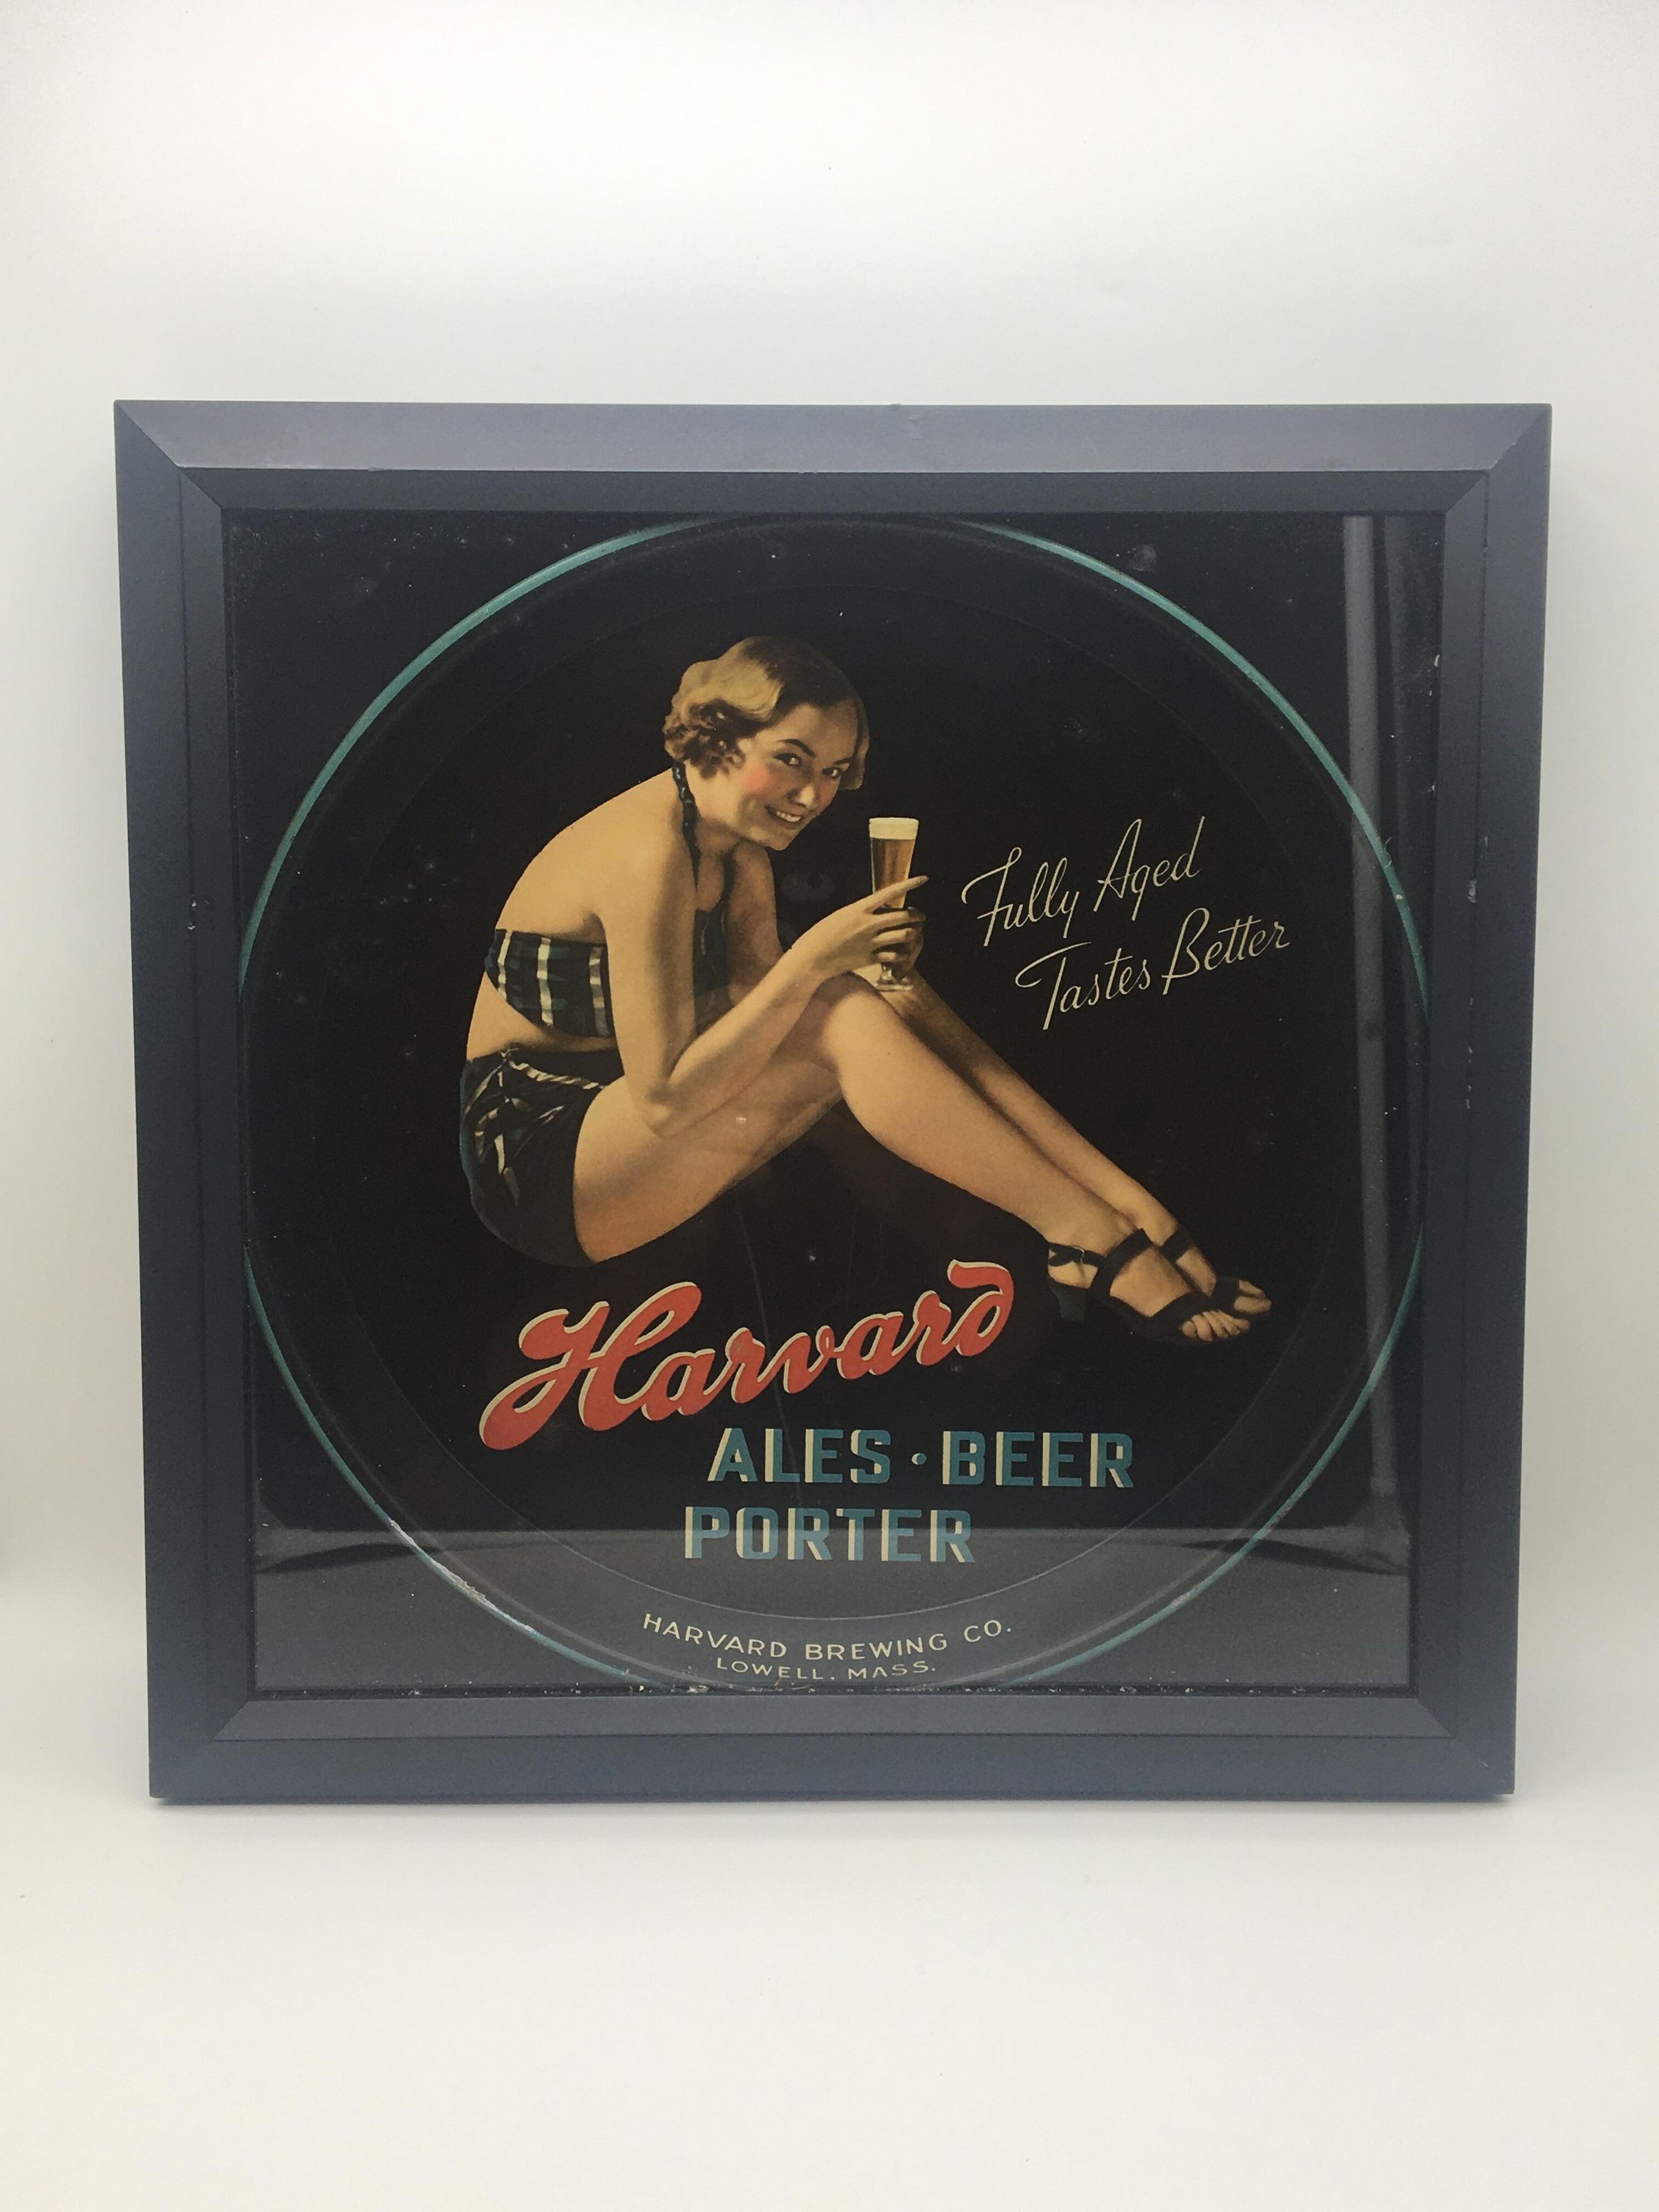 Fully Aged
Tastes Better
Harvard
ALES · BEER
PORTER
HARVARD BREWING CO.
LOWELL, MASS.